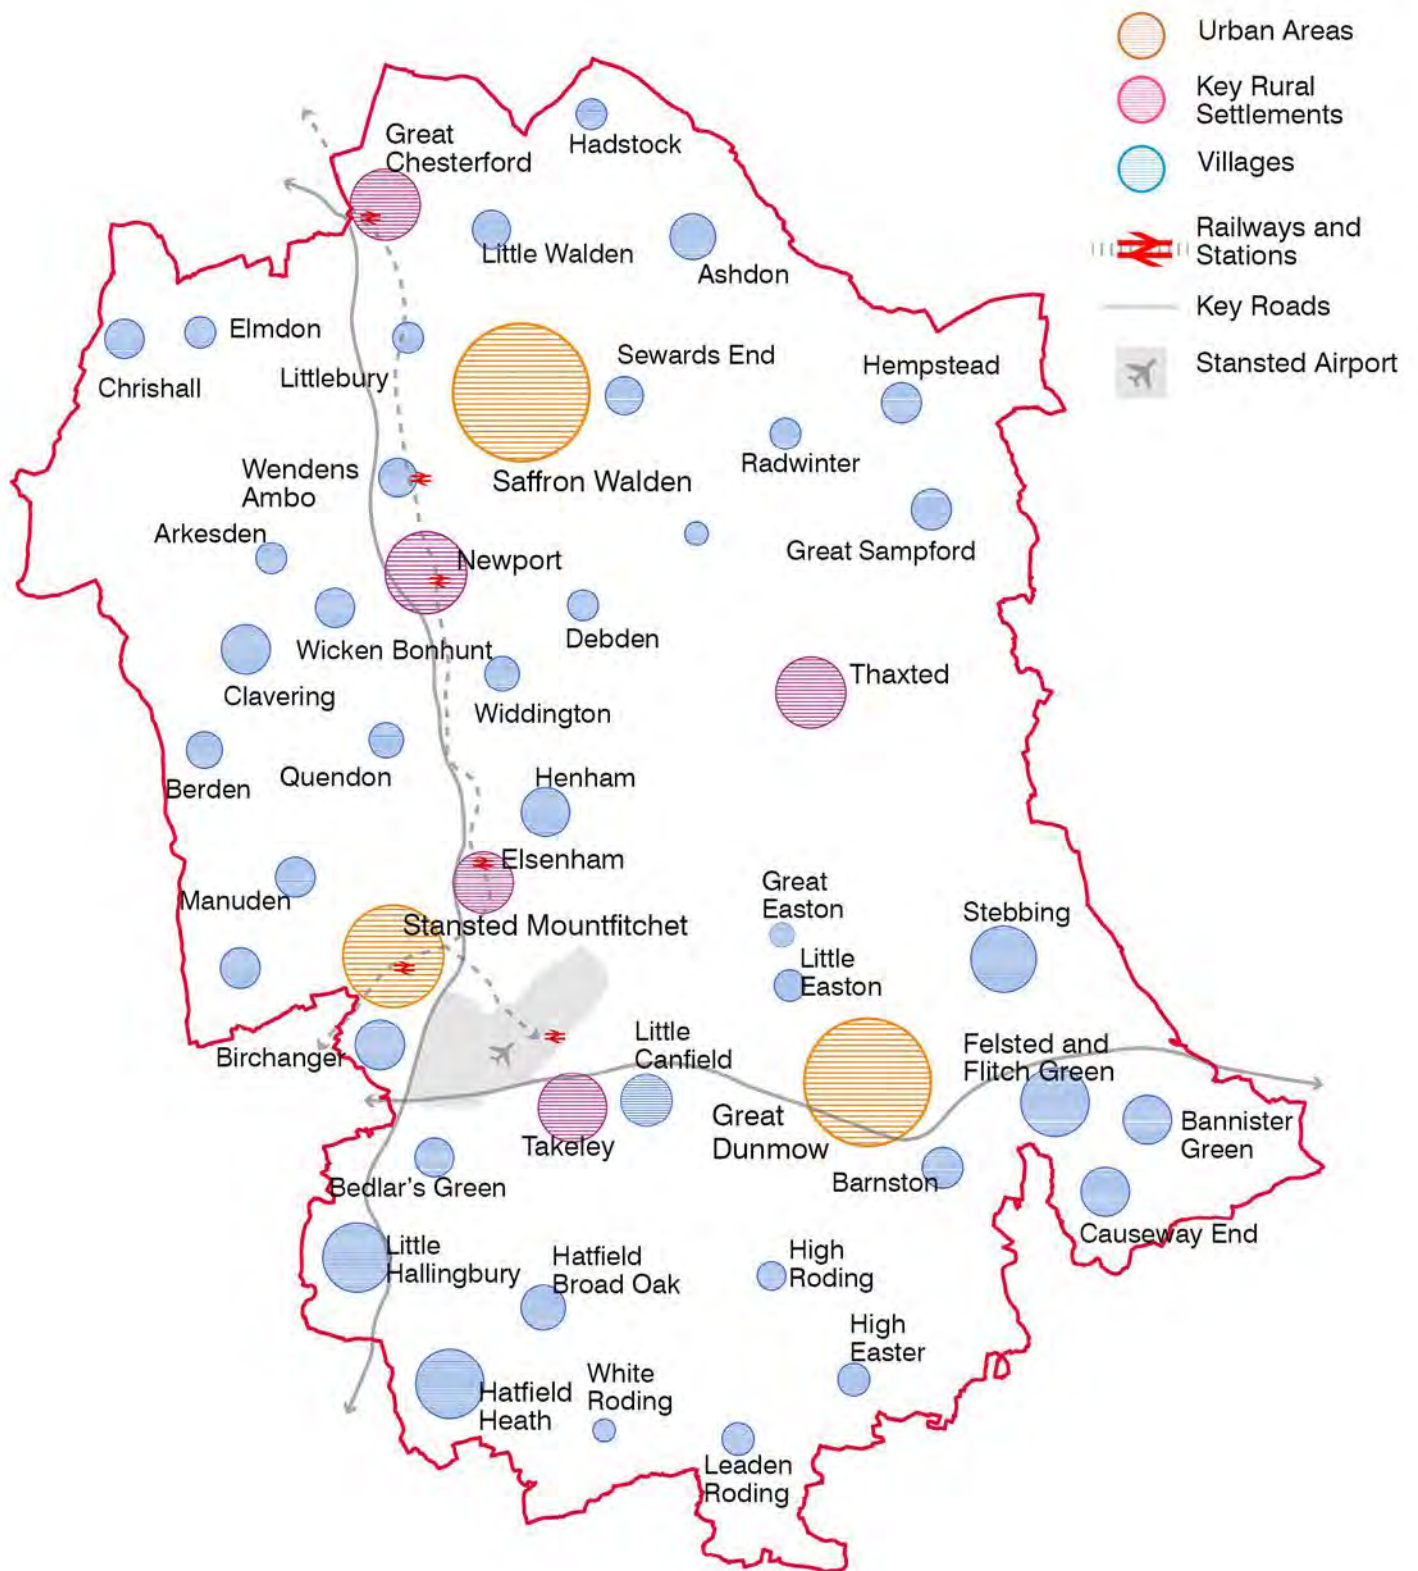 Urban Areas
Key Rural
Settlements
Villages
Railways and
Stations
Key Roads
Stansted Airport
Hadstock
Great
Chesterford
Little Walden
Ashdon
Elmdon
Chrishall
Littlebury
Sewards End
Hempstead
Radwinter
Wendens
Ambo
Saffron Walden
Arkesden
Great Sampford
Newport
Debden
Wicken Bonhunt
Thaxted
Clavering
Widdington
Quendon
Berden
Henham
Elsenham
Manuden
Great
Easton
Stebbing
Stansted Mountfitchet
Little
Easton
Birchanger
Little
Canfield
Felsted and
Flitch Green
Great
Dunmow
Bannister
Green
Takeley
Barnston
Bedlar's Green
Causeway End
Little
Hallingbury
Hatfield
Broad Oak
High
Roding
High
Easter
Hatfield
Heath
White
Roding
Leaden
Roding